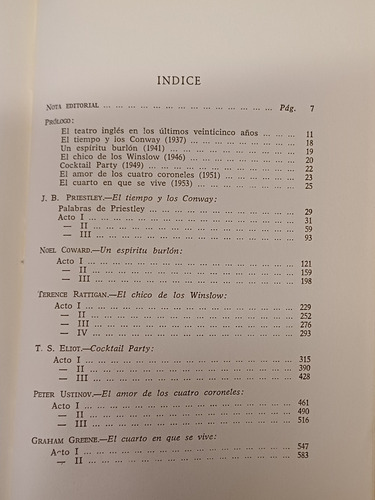 INDICE
NOTA EDITORIAL ... ... ... ... ... ... ... ... ... ... ... ... ... ... Pág. 7
PRÓLOGO:
El teatro inglés en los últimos veinticinco años ... ... ... 11
El tiempo y los Conway (1937) ... ... ... ... ... ... ... ... 18
Un espíritu burlón (1941) ... ... ... ... ... ... ... ... ... 19
El chico de los Winslow (1946) ... ... ... ... ... ... ... ... 20
Cocktail Party (1949) ... ... ... ... ... ... ... ... ... ... 22
El amor de los cuatro coroneles (1951) ... ... ... ... ... ... 23
El cuarto en que se vive (1953) ... ... ... ... ... ... ... ... 25
J. B. PRIESTLEY.—El tiempo y los Conway:
Palabras de Priestley ... ... ... ... ... ... ... ... ... ... 29
Acto I ... ... ... ... ... ... ... ... ... ... ... ... ... ... 31
— II ... ... ... ... ... ... ... ... ... ... ... ... ... ... 59
— III ... ... ... ... ... ... ... ... ... ... ... ... ... ... 93
NOEL COWARD.—Un espíritu burlón:
Acto I ... ... ... ... ... ... ... ... ... ... ... ... ... ... 121
— II ... ... ... ... ... ... ... ... ... ... ... ... ... ... 159
— III ... ... ... ... ... ... ... ... ... ... ... ... ... ... 198
TERENCE RATTIGAN.—El chico de los Winslow:
Acto I ... ... ... ... ... ... ... ... ... ... ... ... ... ... 229
— II ... ... ... ... ... ... ... ... ... ... ... ... ... ... 252
— III ... ... ... ... ... ... ... ... ... ... ... ... ... ... 276
— IV ... ... ... ... ... ... ... ... ... ... ... ... ... ... 293
T. S. ELIOT.—Cocktail Party:
Acto I ... ... ... ... ... ... ... ... ... ... ... ... ... ... 315
— II ... ... ... ... ... ... ... ... ... ... ... ... ... ... 390
— III ... ... ... ... ... ... ... ... ... ... ... ... ... ... 428
PETER USTINOV.—El amor de los cuatro coroneles:
Acto I ... ... ... ... ... ... ... ... ... ... ... ... ... ... 461
— II ... ... ... ... ... ... ... ... ... ... ... ... ... ... 490
— III ... ... ... ... ... ... ... ... ... ... ... ... ... ... 516
GRAHAM GREENE.—El cuarto en que se vive:
Acto I ... ... ... ... ... ... ... ... ... ... ... ... ... ... 547
— II ... ... ... ... ... ... ... ... ... ... ... ... ... ... 583